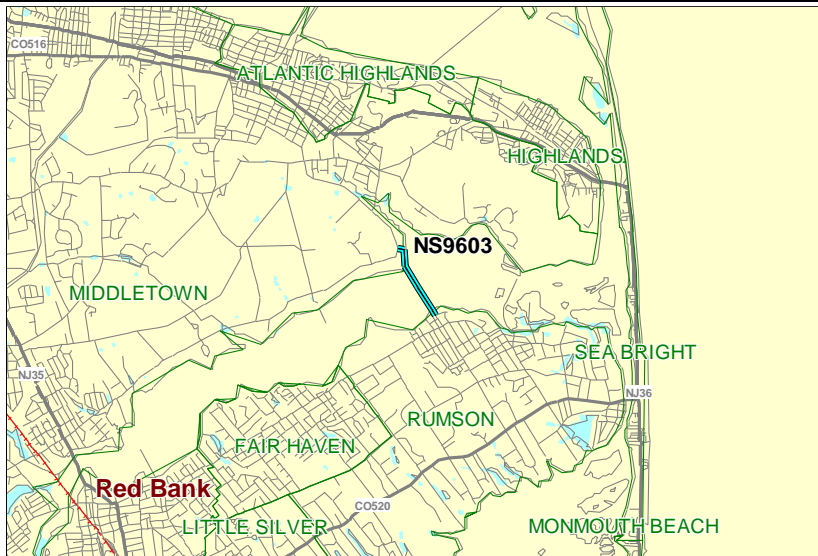 CO516
ATLANTIC HIGHLANDS
HIGHLANDS
NS9603
MIDDLETOWN
SEA BRIGHT
NJ35
NJ36
RUMSON
FAIR HAVEN
Red Bank
CO520
LITTLE SILVER
MONMOUTH BEACH